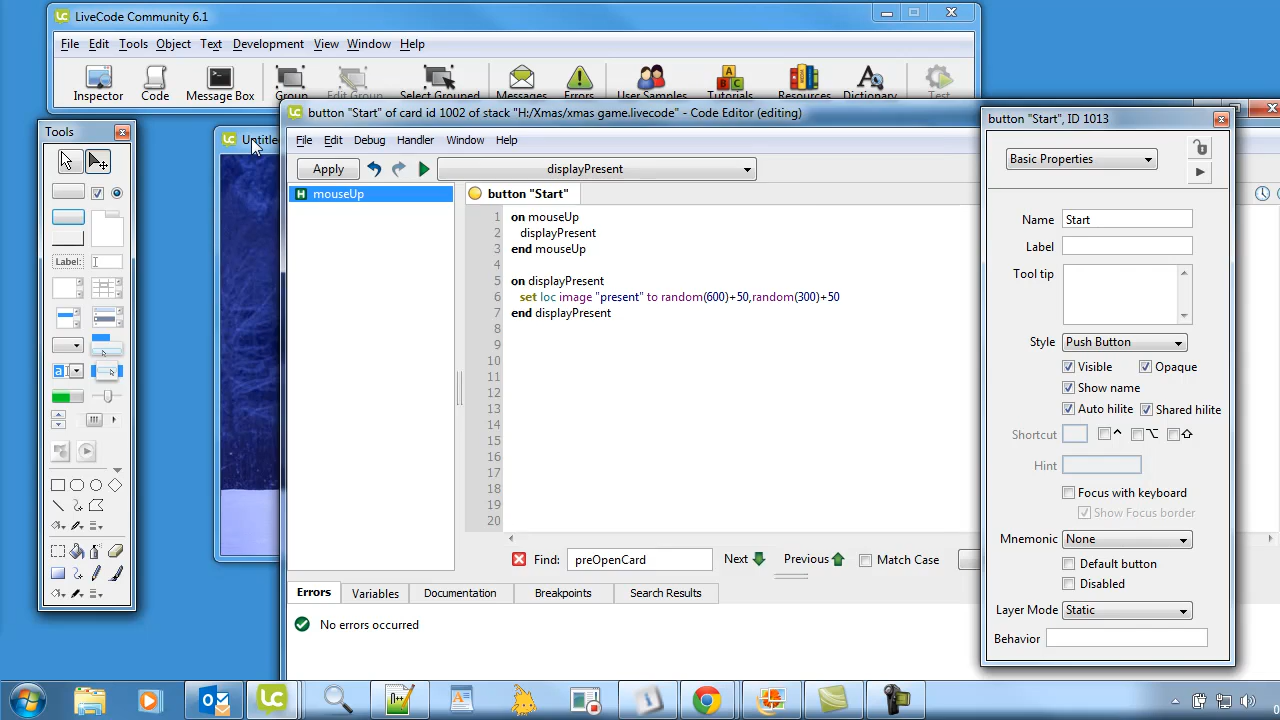 LiveCode Community 6.1
File Edit Tools Object Text Development View Window Help
Inspector Code Message Box Group Edit Group Select Grouped Messages Errors User Samples Tutorials Resources Dictionary Test
button "Start" of card id 1002 of stack "H:/Xmas/xmas game.livecode" - Code Editor (editing)
File Edit Debug Handler Window Help
Apply displayPresent
mouseUp
button "Start"
1 on mouseUp
2 displayPresent
3 end mouseUp
4
5 on displayPresent
6 set loc image "present" to random(600)+50,random(300)+50
7 end displayPresent
8
9
10
11
12
13
14
15
16
17
18
19
20
Find: preOpenCard Next Previous Match Case
Errors Variables Documentation Breakpoints Search Results
No errors occurred
Tools
Label:
Untitle
button "Start", ID 1013
Basic Properties
Name Start
Label
Tool tip
Style Push Button
Visible Opaque
Show name
Auto hilite Shared hilite
Shortcut
Hint
Focus with keyboard
Show Focus border
Mnemonic None
Default button
Disabled
Layer Mode Static
Behavior